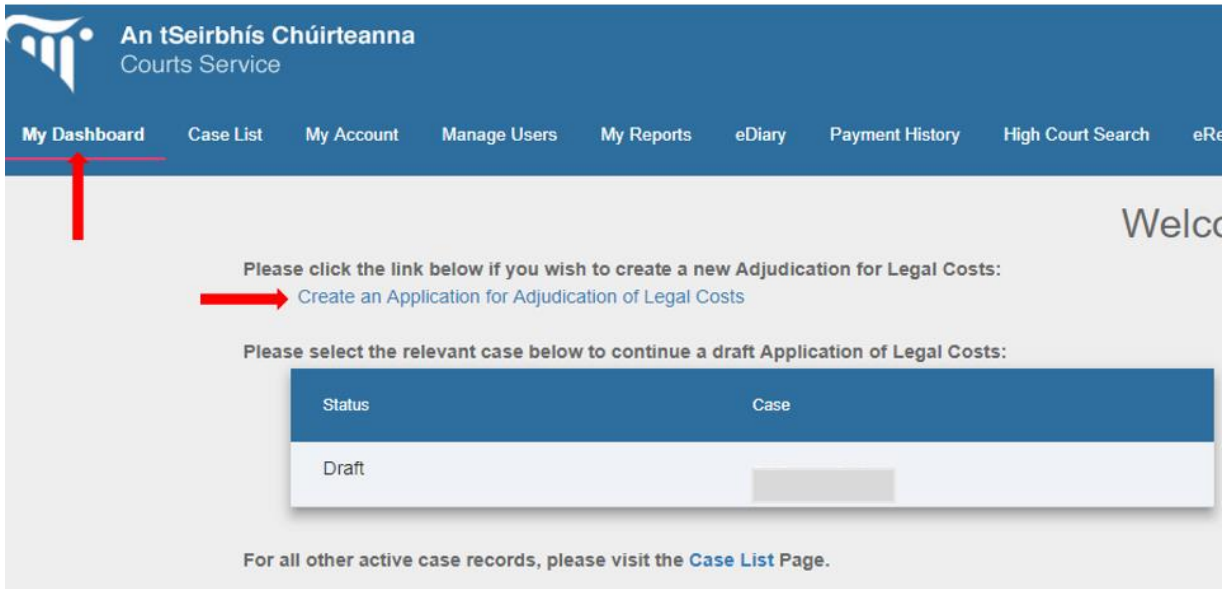 An tSeirbhís Chúirteanna
Courts Service
My Dashboard Case List My Account Manage Users My Reports eDiary Payment History High Court Search
Please click the link below if you wish to create a new Adjudication for Legal Costs:
Create an Application for Adjudication of Legal Costs
Please select the relevant case below to continue a draft Application of Legal Costs:
Status Case
Draft
For all other active case records, please visit the Case List Page.